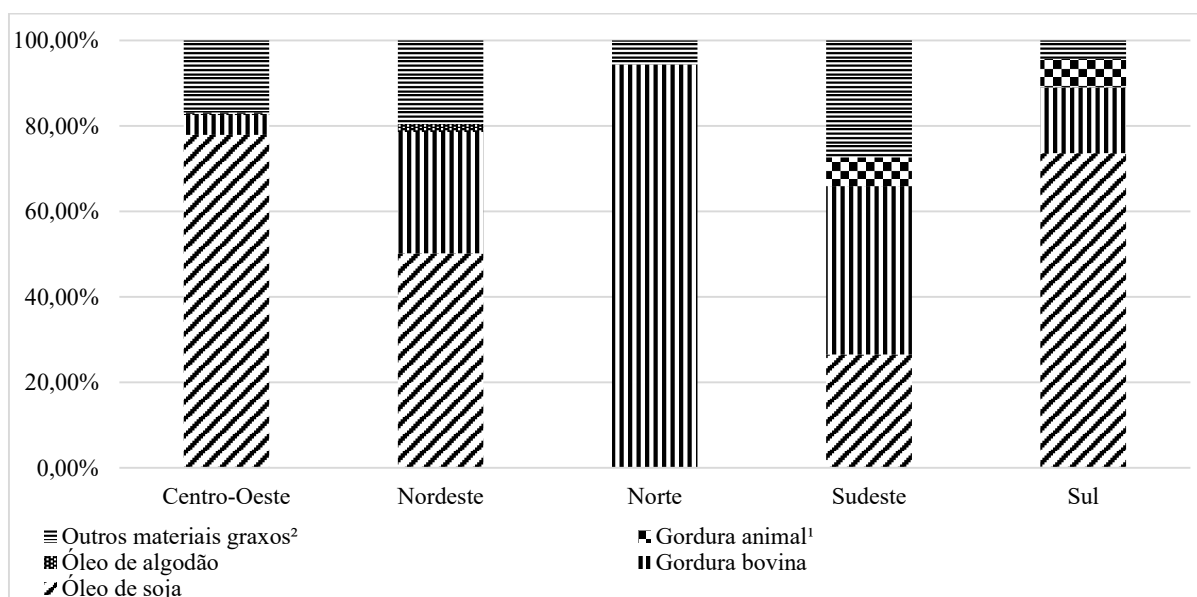 100,00%
80,00%
60,00%
40,00%
20,00%
0,00%
Centro-Oeste Nordeste Norte Sudeste Sul
Outros materiais graxos² Gordura animal¹
Óleo de algodão Gordura bovina
Óleo de soja